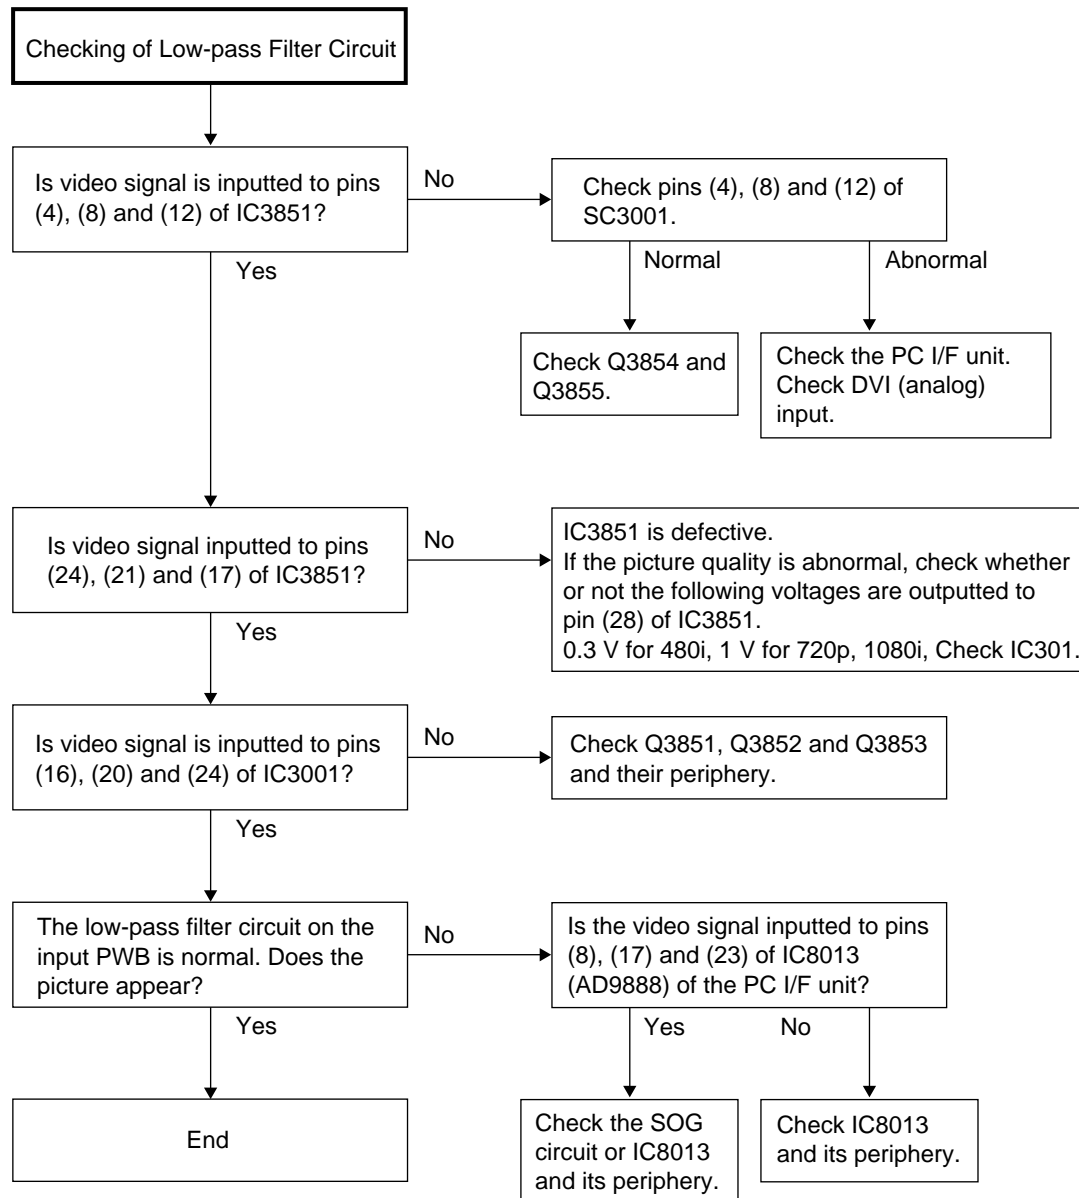 Checking of Low-pass Filter Circuit
Is video signal is inputted to pins
(4), (8) and (12) of IC3851?
No
Check pins (4), (8) and (12) of
SC3001.
Yes
Normal
Abnormal
Check Q3854 and
Q3855.
Check the PC I/F unit.
Check DVI (analog)
input.
Is video signal inputted to pins
(24), (21) and (17) of IC3851?
No
IC3851 is defective.
If the picture quality is abnormal, check whether
or not the following voltages are outputted to
pin (28) of IC3851.
0.3 V for 480i, 1 V for 720p, 1080i, Check IC301.
Yes
Is video signal is inputted to pins
(16), (20) and (24) of IC3001?
No
Check Q3851, Q3852 and Q3853
and their periphery.
Yes
The low-pass filter circuit on the
input PWB is normal. Does the
picture appear?
No
Is the video signal inputted to pins
(8), (17) and (23) of IC8013
(AD9888) of the PC I/F unit?
Yes
Yes
No
End
Check the SOG
circuit or IC8013
and its periphery.
Check IC8013
and its periphery.